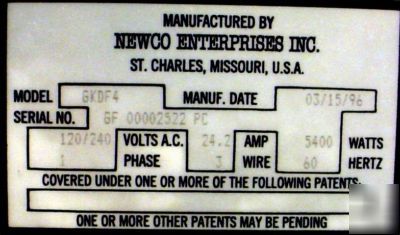 MANUFACTURED BY
NEWCO ENTERPRISES INC.
ST. CHARLES, MISSOURI, U.S.A.
MODEL GKDF4 MANUF. DATE 03/15/96
SERIAL NO. GF 00002522 PC
120/240 VOLTS A.C. 24.2 AMP 5400 WATTS
1 PHASE 3 WIRE 60 HERTZ
COVERED UNDER ONE OR MORE OF THE FOLLOWING PATENTS:
ONE OR MORE OTHER PATENTS MAY BE PENDING